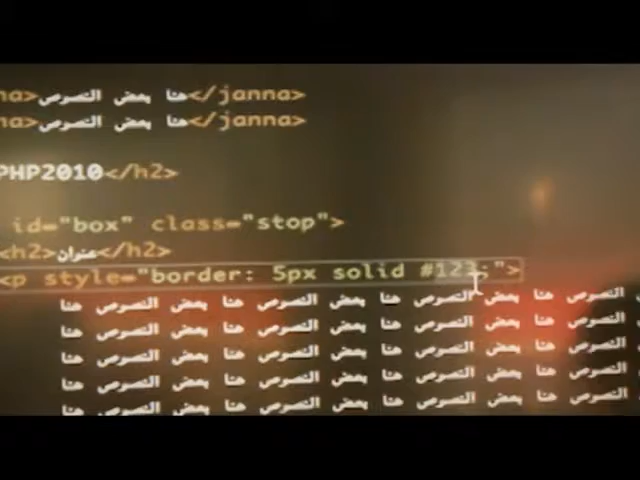 na>هنا بعض النصوص</janna>
na>هنا بعض النصوص</janna>
PHP2010</h2>
id="box" class="stop">
<h2>عنوان</h2>
<p style="border: 5px solid #123;">
هنا بعض النصوص هنا بعض النصوص هنا بعض النصوص هنا بعض النصوص
هنا بعض النصوص هنا بعض النصوص هنا بعض النصوص هنا بعض النصوص
هنا بعض النصوص هنا بعض النصوص هنا بعض النصوص هنا بعض النصوص
هنا بعض النصوص هنا بعض النصوص هنا بعض النصوص هنا بعض النصوص
هنا بعض النصوص هنا بعض النصوص هنا بعض النصوص هنا بعض النصوص